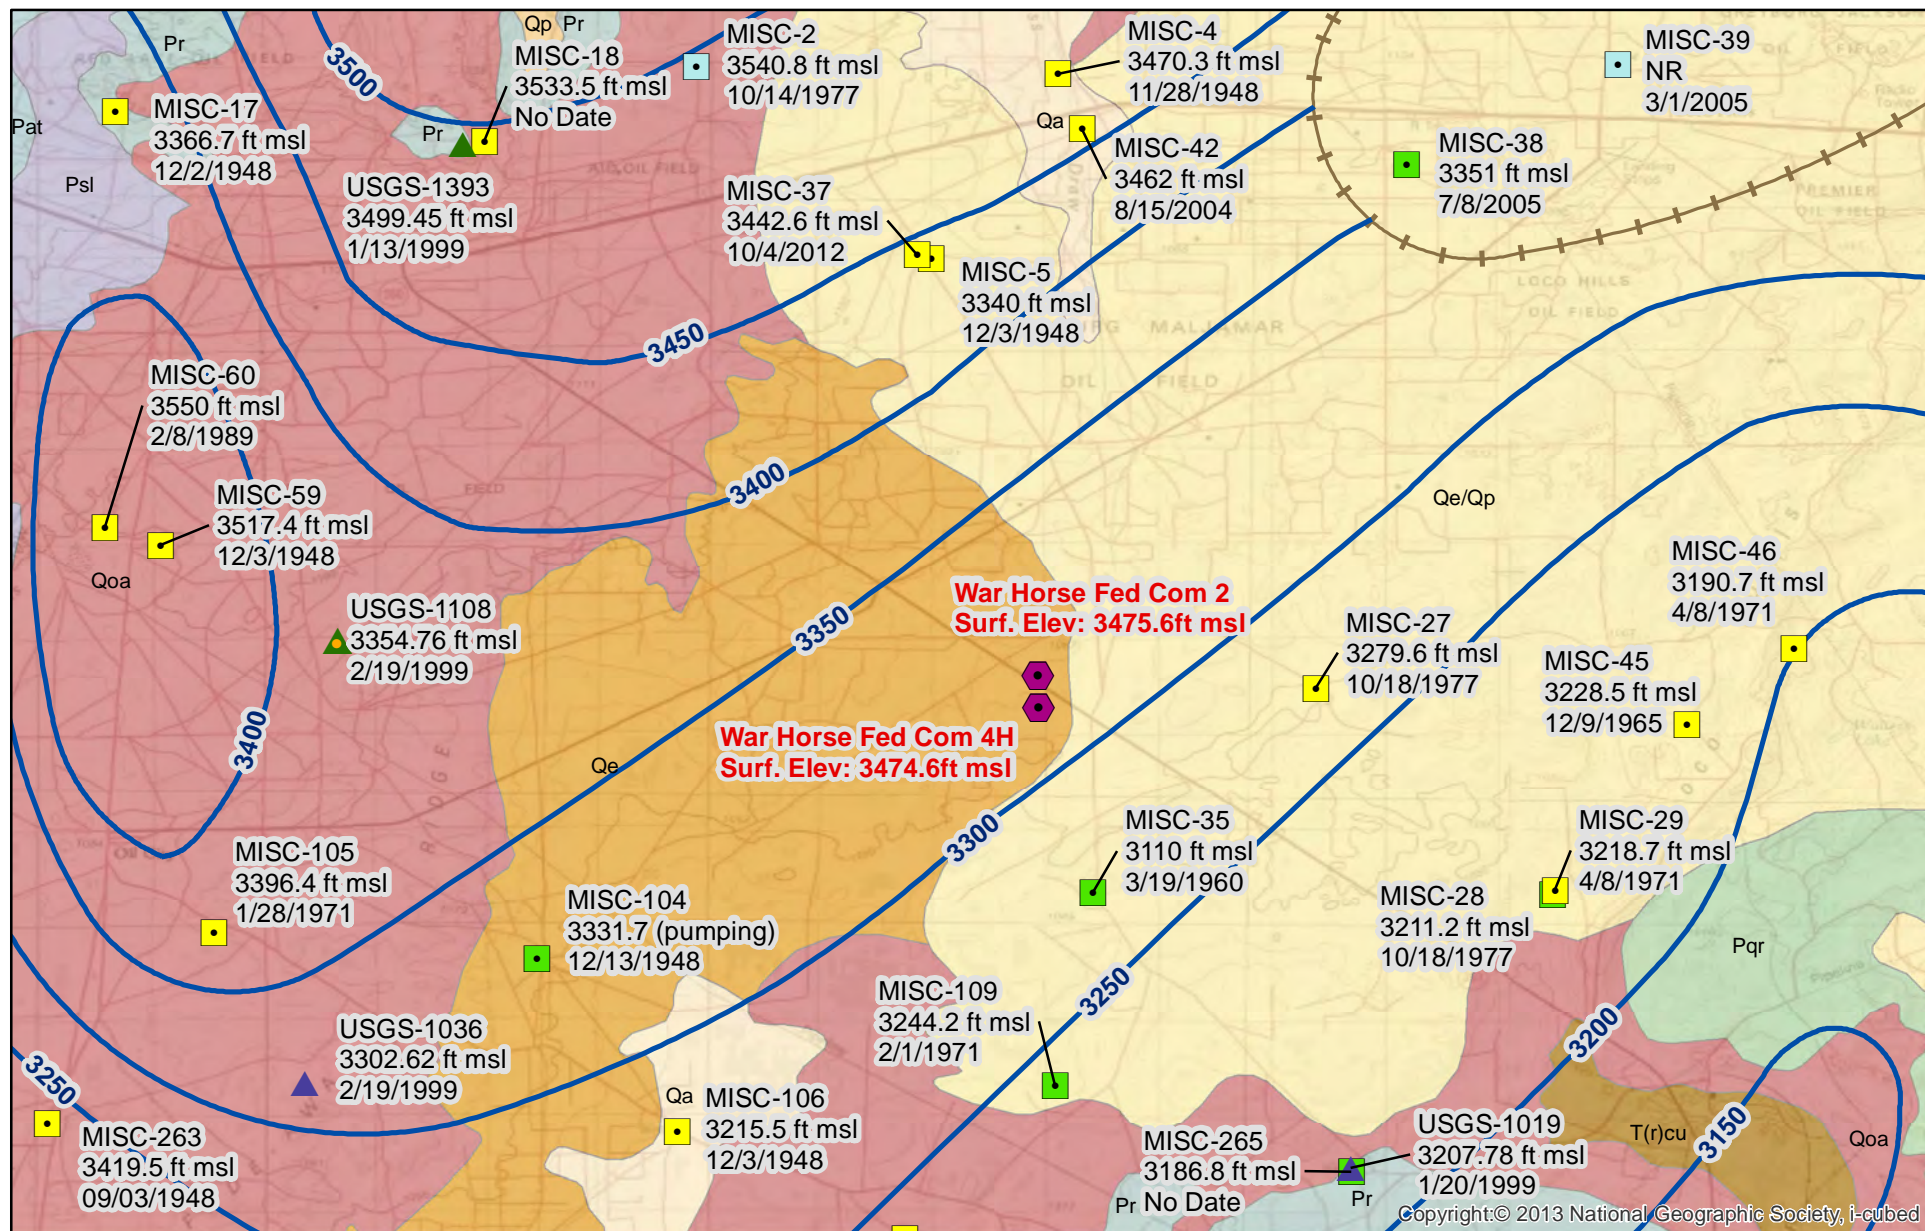 Qp
Pr
MISC-2
3540.8 ft msl
10/14/1977
MISC-4
3470.3 ft msl
11/28/1948
MISC-39
NR
3/1/2005
Pr
3500
MISC-18
3533.5 ft msl
No Date
MISC-17
3366.7 ft msl
12/2/1948
Pat
Pr
Qa
MISC-42
3462 ft msl
8/15/2004
MISC-38
3351 ft msl
7/8/2005
Psl
USGS-1393
3499.45 ft msl
1/13/1999
MISC-37
3442.6 ft msl
10/4/2012
OIL FIELD
PREMIER
OIL FIELD
MISC-5
3340 ft msl
12/3/1948
LOCO HILLS
OIL FIELD
MALJAMAR
OIL FIELD
3450
MISC-60
3550 ft msl
2/8/1989
3400
MISC-59
3517.4 ft msl
12/3/1948
Qe/Qp
Qoa
MISC-46
3190.7 ft msl
4/8/1971
War Horse Fed Com 2
Surf. Elev: 3475.6ft msl
USGS-1108
3354.76 ft msl
2/19/1999
3350
MISC-27
3279.6 ft msl
10/18/1977
MISC-45
3228.5 ft msl
12/9/1965
3400
RIDGE
War Horse Fed Com 4H
Surf. Elev: 3474.6ft msl
Qe
3300
MISC-35
3110 ft msl
3/19/1960
MISC-29
3218.7 ft msl
4/8/1971
MISC-105
3396.4 ft msl
1/28/1971
MISC-104
3331.7 (pumping)
12/13/1948
MISC-28
3211.2 ft msl
10/18/1977
Pqr
3250
MISC-109
3244.2 ft msl
2/1/1971
USGS-1036
3302.62 ft msl
2/19/1999
3200
3250
Qa
MISC-106
3215.5 ft msl
12/3/1948
MISC-263
3419.5 ft msl
09/03/1948
MISC-265
3186.8 ft msl
No Date
Pr
USGS-1019
3207.78 ft msl
1/20/1999
Pr
T(r)cu
3150
Qoa
Copyright:© 2013 National Geographic Society, i-cubed